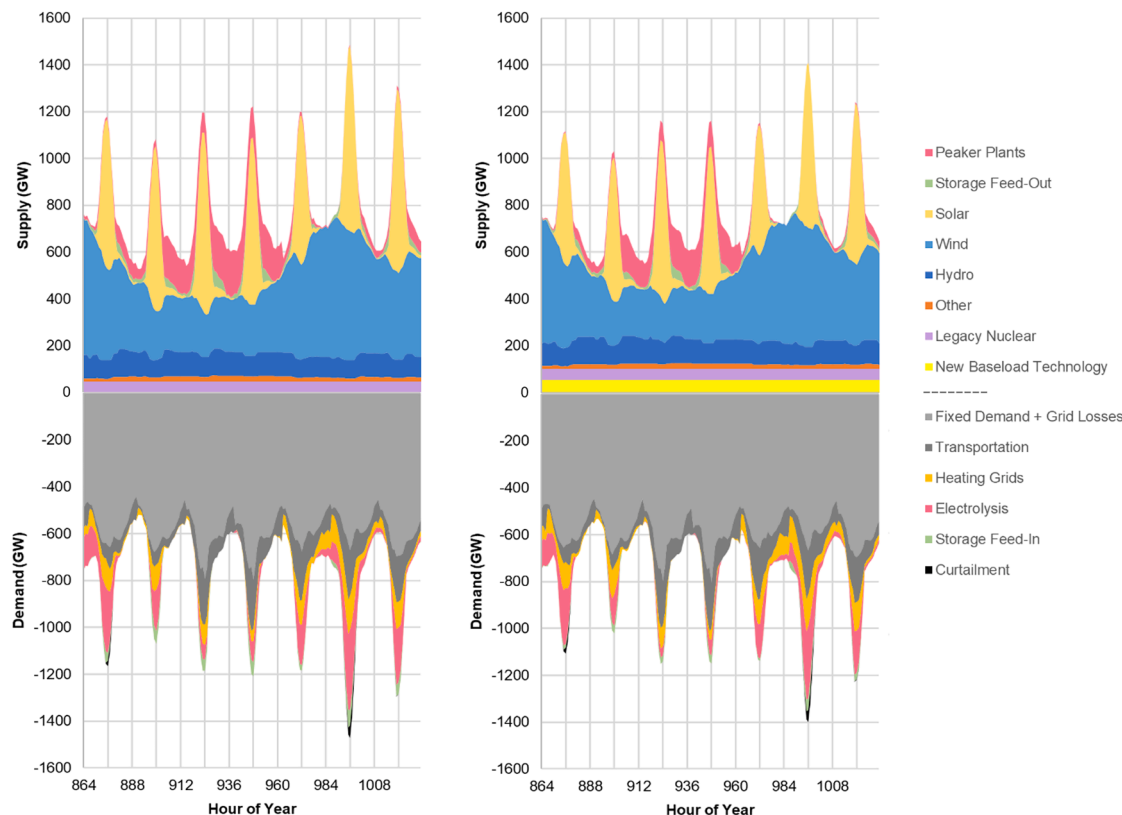 1600
1400
1200
1000
800
600
400
200
0
-200
-400
-600
-800
-1000
-1200
-1400
-1600
Supply (GW)
Demand (GW)
864 888 912 936 960 984 1008
Hour of Year
1600
1400
1200
1000
800
600
400
200
0
-200
-400
-600
-800
-1000
-1200
-1400
-1600
Supply (GW)
Demand (GW)
864 888 912 936 960 984 1008
Hour of Year
Peaker Plants
Storage Feed-Out
Solar
Wind
Hydro
Other
Legacy Nuclear
New Baseload Technology
--------
Fixed Demand + Grid Losses
Transportation
Heating Grids
Electrolysis
Storage Feed-In
Curtailment